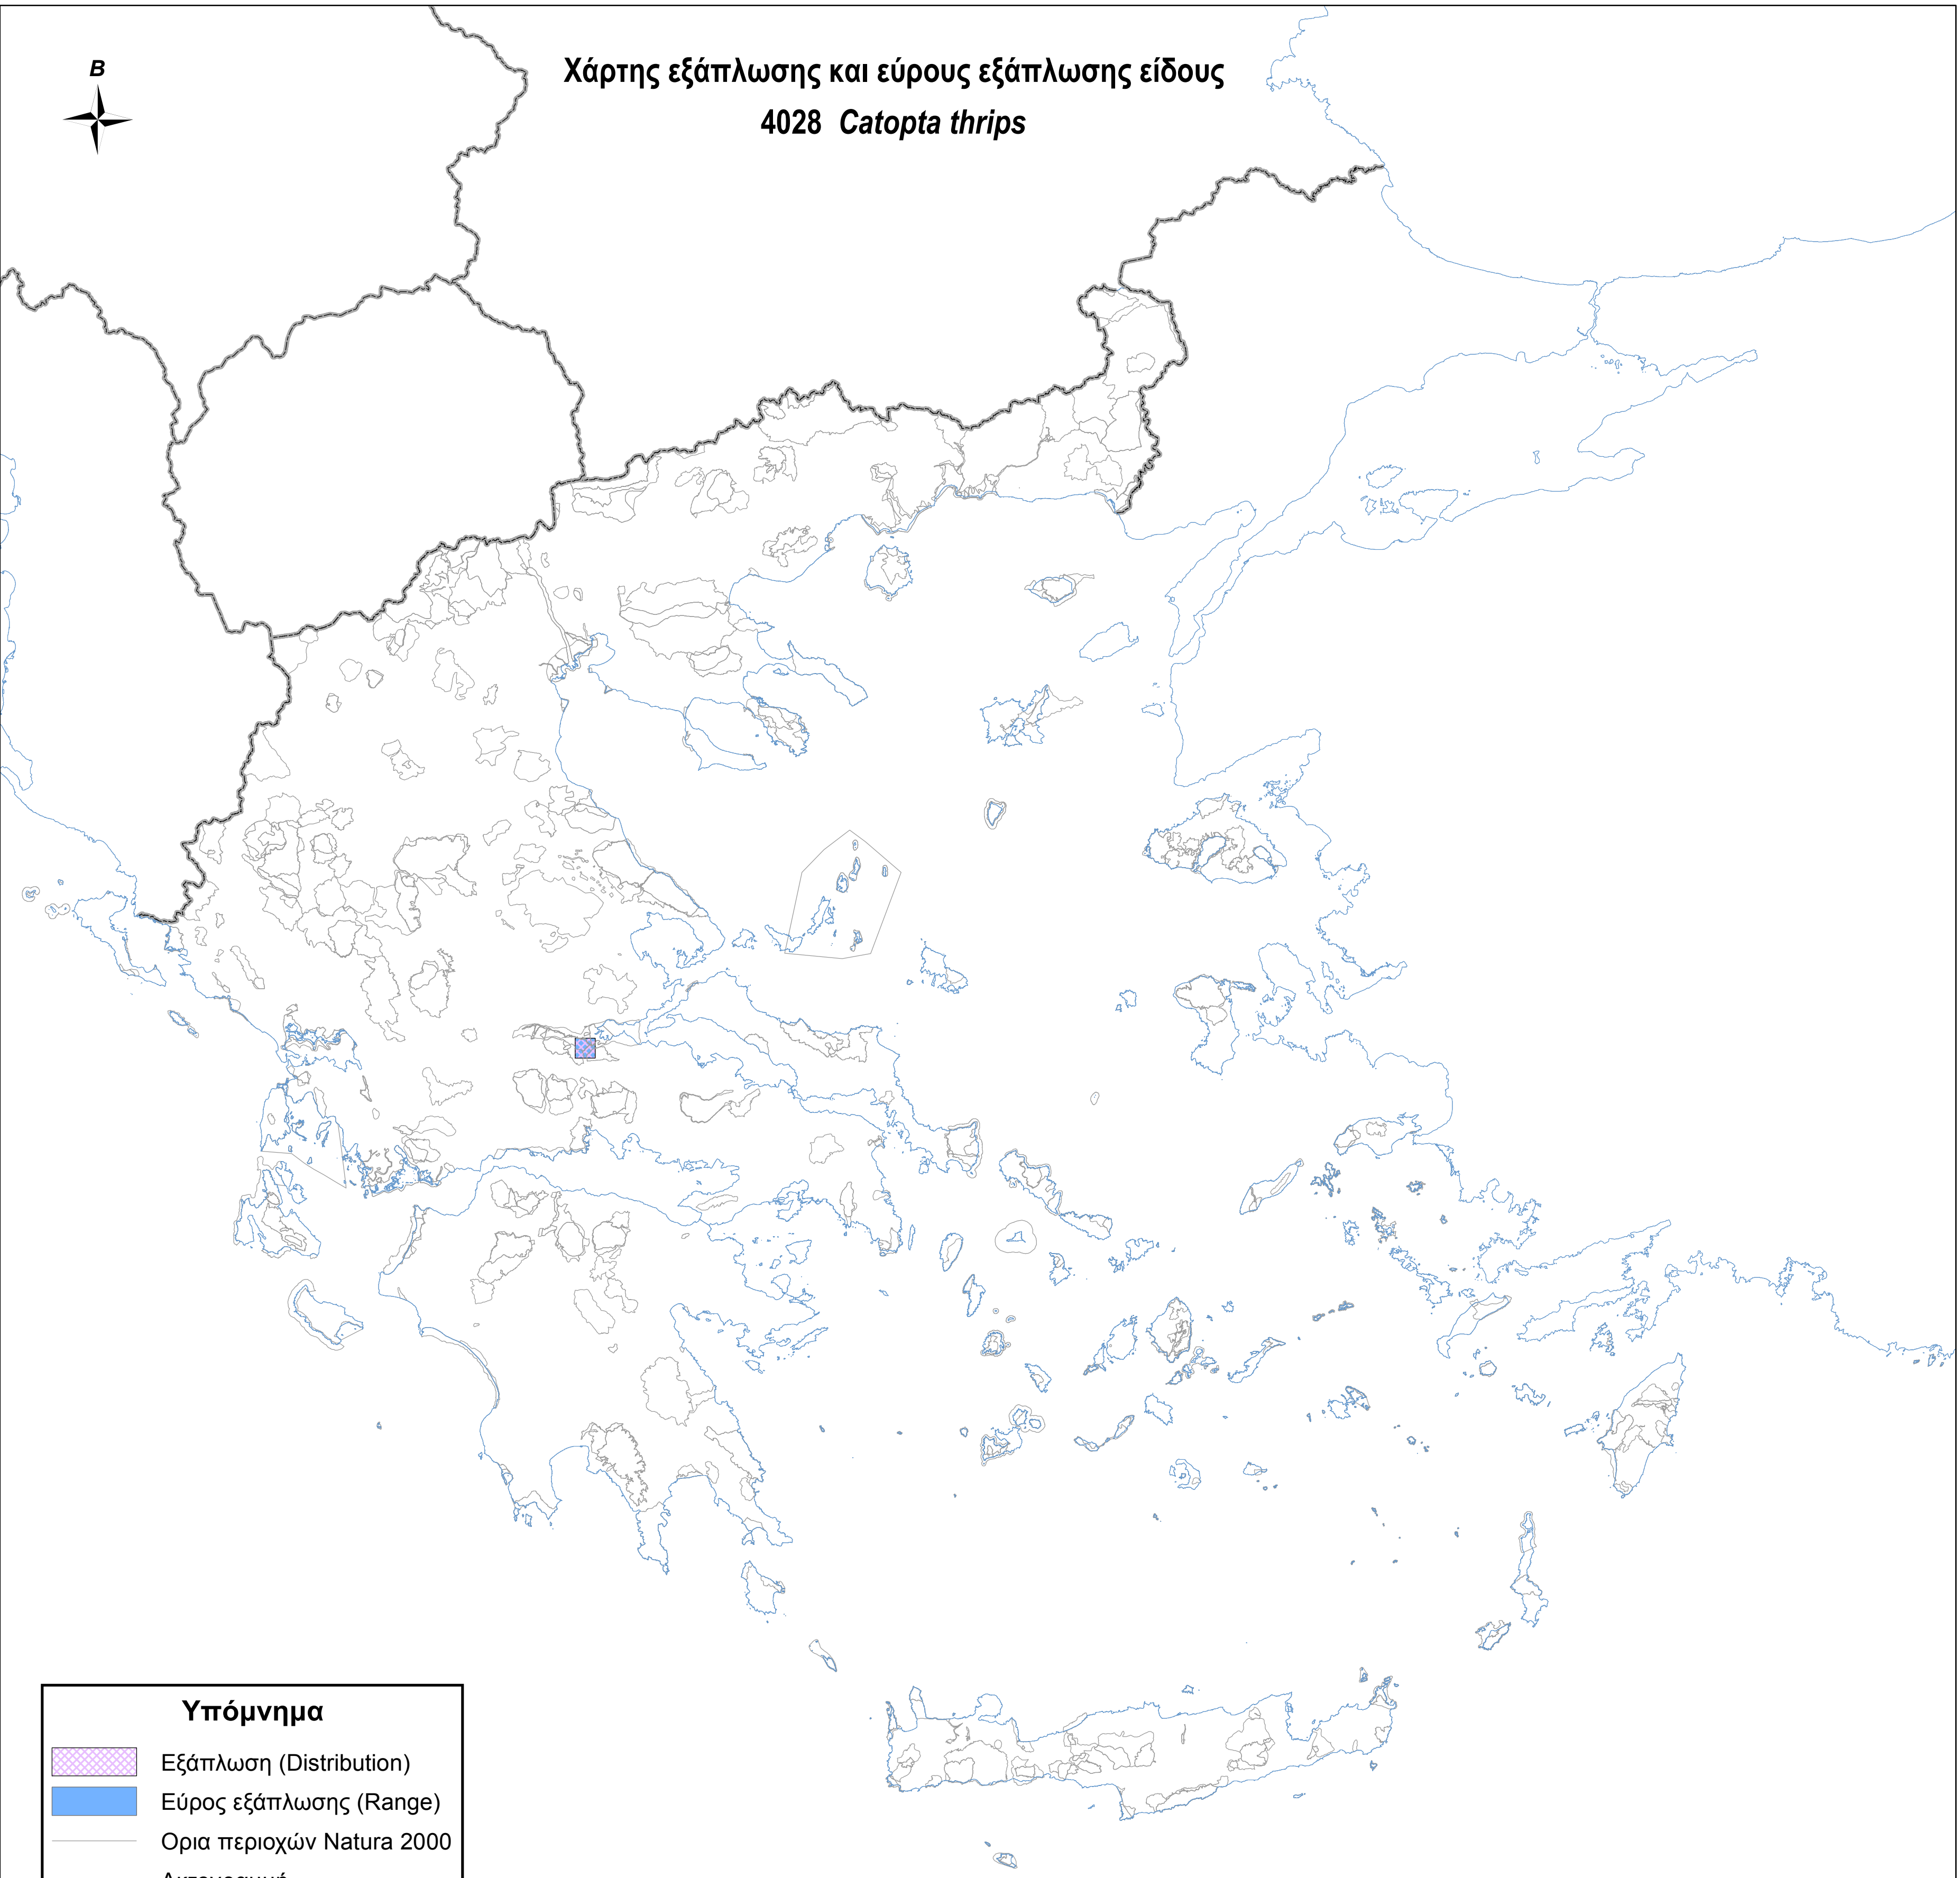 Χάρτης εξάπλωσης και εύρους εξάπλωσης είδους
4028 Catopta thrips
B
Υπόμνημα
Εξάπλωση (Distribution)
Εύρος εξάπλωσης (Range)
Ορια περιοχών Natura 2000